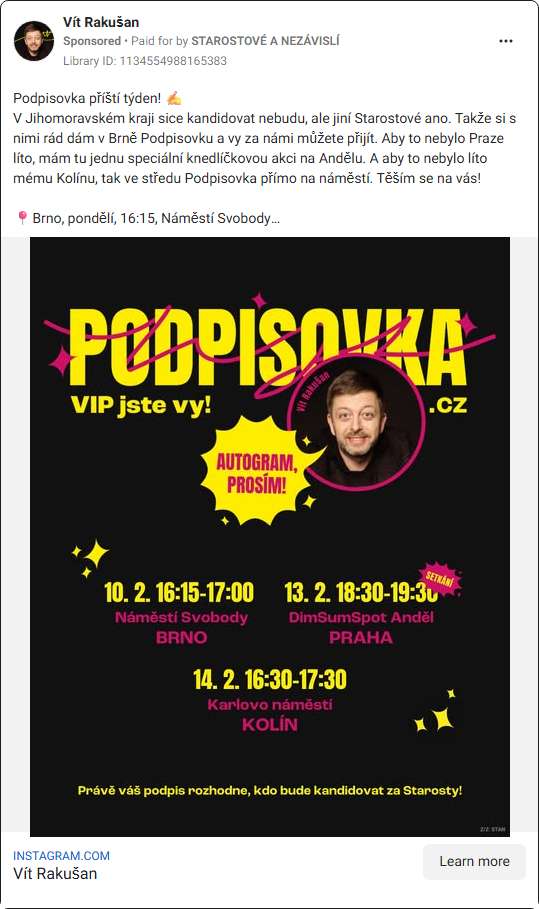 Vít Rakušan
Sponsored • Paid for by STAROSTOVÉ A NEZÁVISLÍ
Library ID: 1134554988165383
Podpisovka příští týden! ✍
V Jihomoravském kraji sice kandidovat nebudu, ale jiní Starostové ano. Takže si s
nimi rád dám v Brně Podpisovku a vy za námi můžete přijít. Aby to nebylo Praze
líto, mám tu jednu speciální knedlíčkovou akci na Andělu. A aby to nebylo líto
mému Kolínu, tak ve středu Podpisovka přímo na náměstí. Těším se na vás!
📍Brno, pondělí, 16:15, Náměstí Svobody…
PODPISOVKA
VIP jste vy!
.CZ
Vít Rakušan
AUTOGRAM,
PROSÍM!
10. 2. 16:15-17:00
Náměstí Svobody
BRNO
13. 2. 18:30-19:30
SETKÁNÍ
DimSumSpot Anděl
PRAHA
14. 2. 16:30-17:30
Karlovo náměstí
KOLÍN
Právě váš podpis rozhodne, kdo bude kandidovat za Starosty!
Z/Z: STAN
INSTAGRAM.COM
Vít Rakušan
Learn more